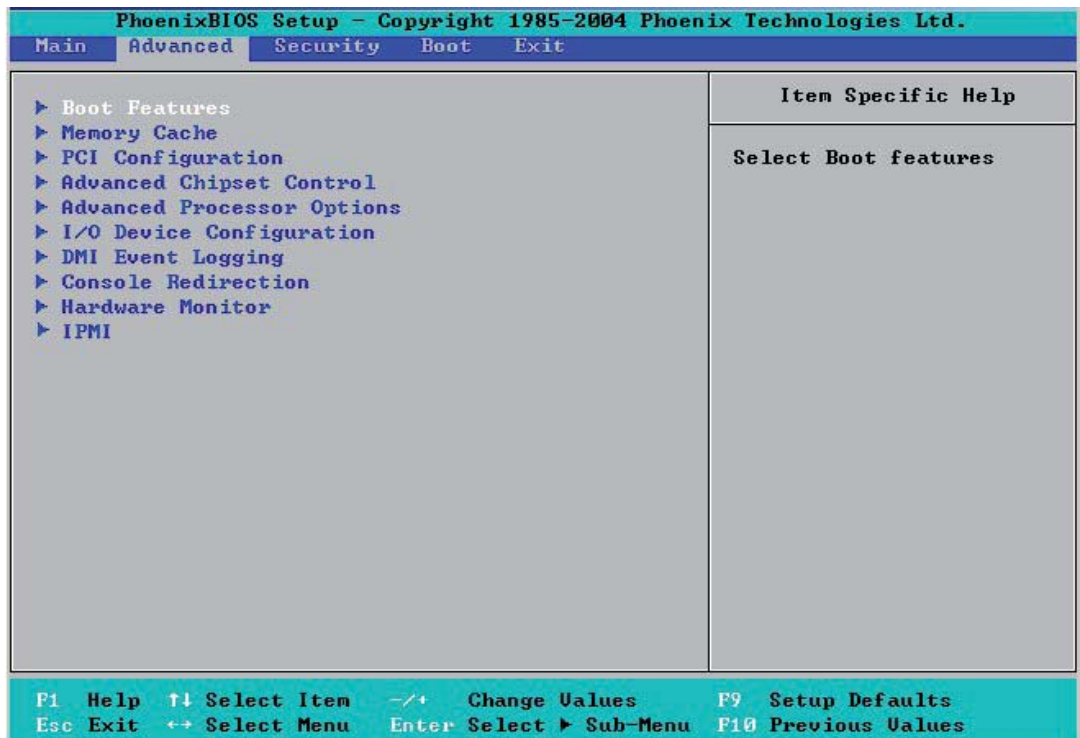 PhoenixBIOS Setup - Copyright 1985-2004 Phoenix Technologies Ltd.
Main Advanced Security Boot Exit
▶ Boot Features
▶ Memory Cache
▶ PCI Configuration
▶ Advanced Chipset Control
▶ Advanced Processor Options
▶ I/O Device Configuration
▶ DMI Event Logging
▶ Console Redirection
▶ Hardware Monitor
▶ IPMI
Item Specific Help
Select Boot features
F1 Help ↑↓ Select Item -/+ Change Values F9 Setup Defaults
Esc Exit ↔ Select Menu Enter Select ▶ Sub-Menu F10 Previous Values